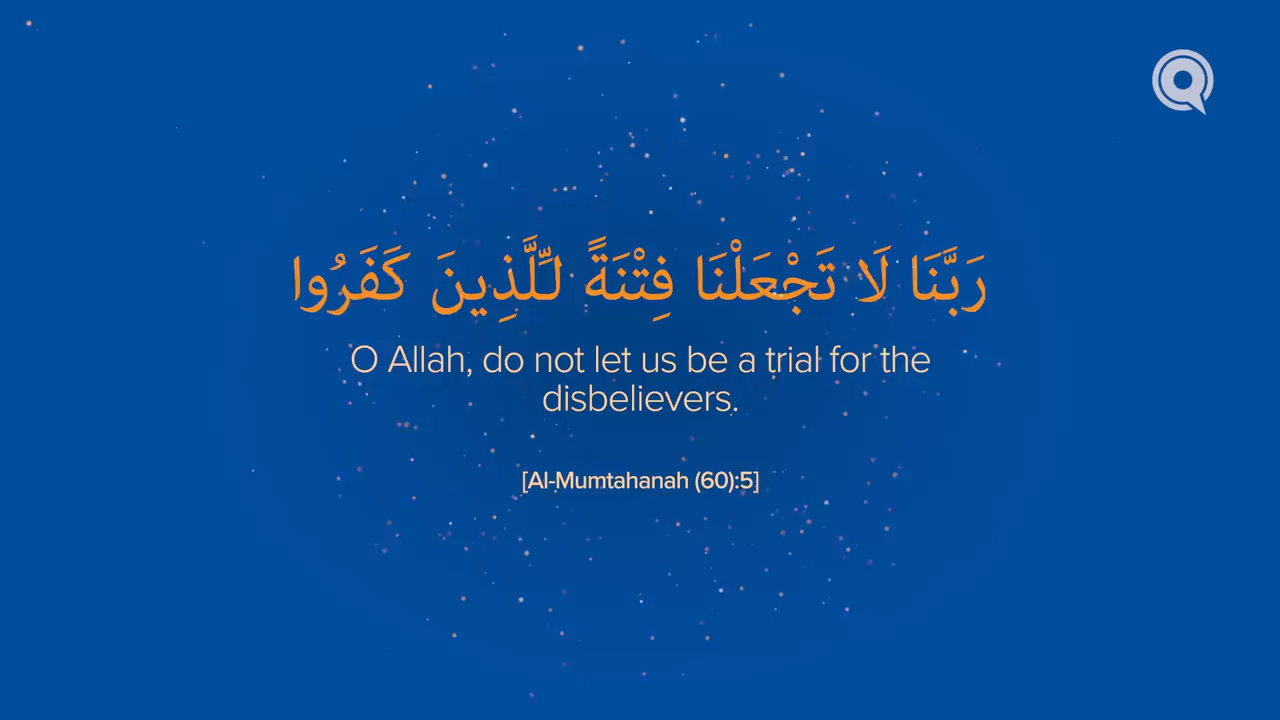 رَبَّنَا لَا تَجْعَلْنَا فِتْنَةً لِّلَّذِينَ كَفَرُوا
O Allah, do not let us be a trial for the
disbelievers.
[Al-Mumtahanah (60):5]